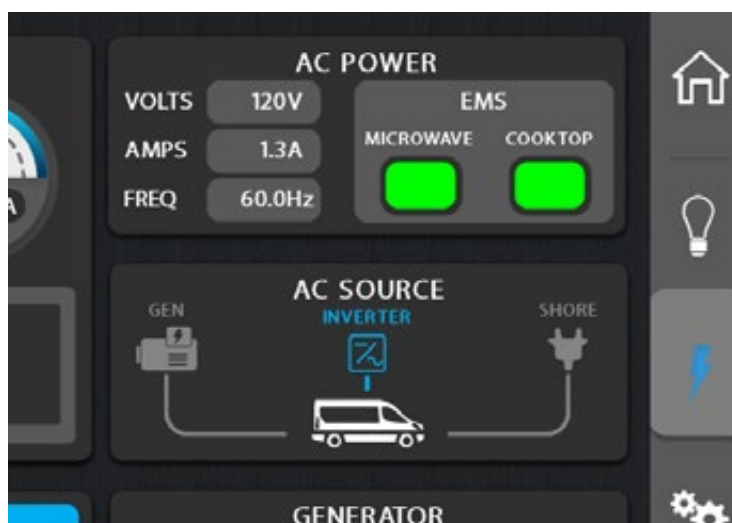 AC POWER
VOLTS 120V
AMPS 1.3A
FREQ 60.0Hz
EMS
MICROWAVE COOKTOP
A
AC SOURCE
GEN INVERTER SHORE
GENERATOR